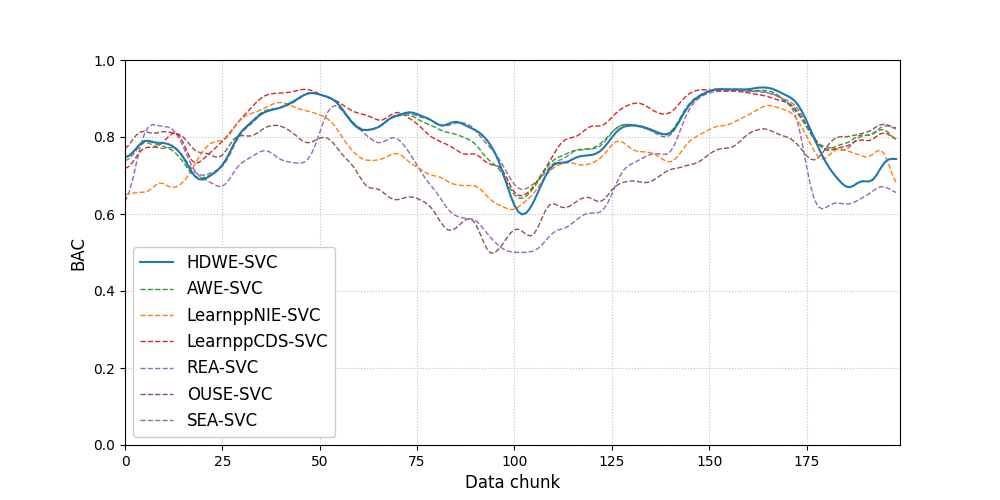 1.0
0.8
0.6
0.4
0.2
0.0
BAC
HDWE-SVC
AWE-SVC
LearnppNIE-SVC
LearnppCDS-SVC
REA-SVC
OUSE-SVC
SEA-SVC
0 25 50 75 100 125 150 175
Data chunk